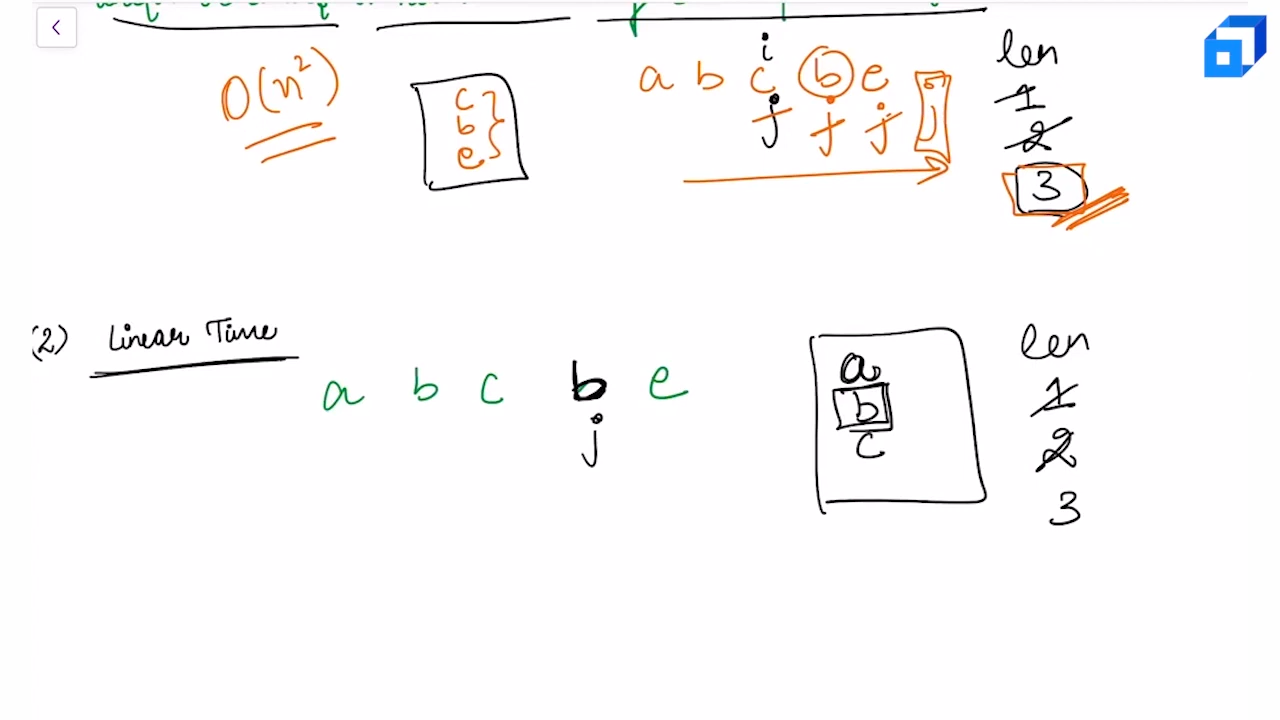 O(n²)
c
b
e
i
a b c b e
j j j j
len
1
2
3
(2) Linear Time
a b c b e
j
a
b
c
len
1
2
3